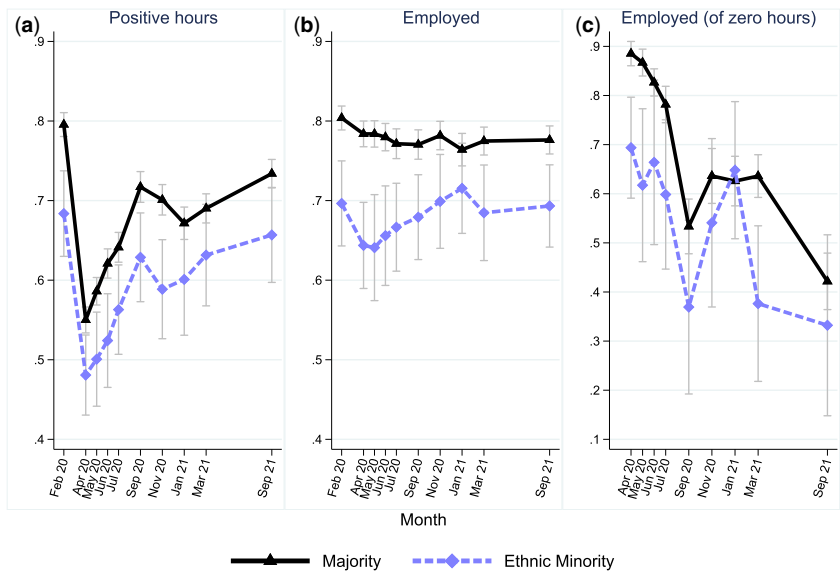 (a) Positive hours
.9
.8
.7
.6
.5
.4
Feb 20
Apr 20
May 20
Jun 20
Jul 20
Sep 20
Nov 20
Jan 21
Mar 21
Sep 21
(b) Employed
.9
.8
.7
.6
.5
.4
Feb 20
Apr 20
May 20
Jun 20
Jul 20
Sep 20
Nov 20
Jan 21
Mar 21
Sep 21
(c) Employed (of zero hours)
.9
.8
.7
.6
.5
.4
.3
.2
.1
Apr 20
May 20
Jun 20
Jul 20
Sep 20
Nov 20
Jan 21
Mar 21
Sep 21
Month
Majority
Ethnic Minority